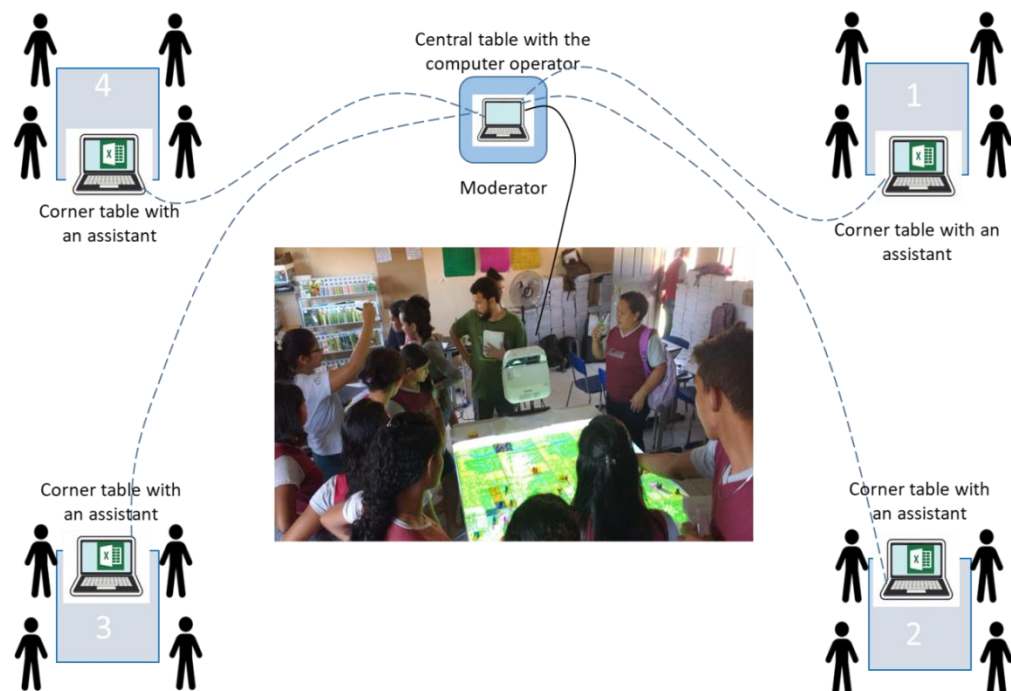 4
Corner table with
an assistant
Central table with the
computer operator
Moderator
1
Corner table with an
assistant
Corner table with
an assistant
3
Corner table with
an assistant
2